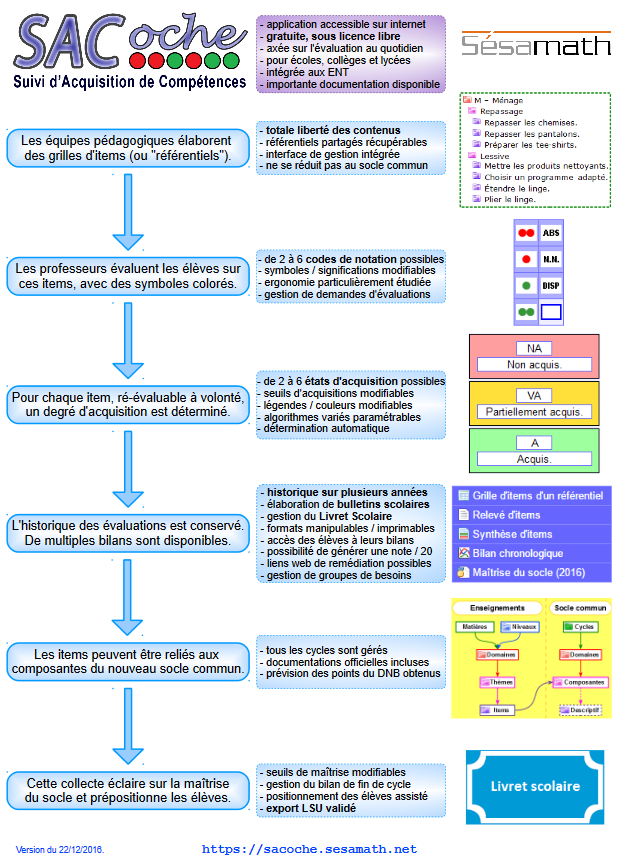 SACoche
Suivi d'Acquisition de Compétences
- application accessible sur internet
- gratuite, sous licence libre
- axée sur l'évaluation au quotidien
- pour écoles, collèges et lycées
- intégrée aux ENT
- importante documentation disponible
Sésamath
Les équipes pédagogiques élaborent
des grilles d'items (ou "référentiels").
- totale liberté des contenus
- référentiels partagés récupérables
- interface de gestion intégrée
- ne se réduit pas au socle commun
M - Ménage
Repassage
Repasser les chemises.
Repasser les pantalons.
Préparer les tee-shirts.
Lessive
Mettre les produits nettoyants.
Choisir un programme adapté.
Étendre le linge.
Plier le linge.
Les professeurs évaluent les élèves sur
ces items, avec des symboles colorés.
- de 2 à 6 codes de notation possibles
- symboles / significations modifiables
- ergonomie particulièrement étudiée
- gestion de demandes d'évaluations
ABS
N.N.
DISP
Pour chaque item, ré-évaluable à volonté,
un degré d'acquisition est déterminé.
- de 2 à 6 états d'acquisition possibles
- seuils d'acquisitions modifiables
- légendes / couleurs modifiables
- algorithmes variés paramétrables
- détermination automatique
NA
Non acquis.
VA
Partiellement acquis.
A
Acquis.
L'historique des évaluations est conservé.
De multiples bilans sont disponibles.
- historique sur plusieurs années
- élaboration de bulletins scolaires
- gestion du Livret Scolaire
- formats manipulables / imprimables
- accès des élèves à leurs bilans
- possibilité de générer une note / 20
- liens web de remédiation possibles
- gestion de groupes de besoins
Grille d'items d'un référentiel
Relevé d'items
Synthèse d'items
Bilan chronologique
Maîtrise du socle (2016)
Les items peuvent être reliés aux
composantes du nouveau socle commun.
- tous les cycles sont gérés
- documentations officielles incluses
- prévision des points du DNB obtenus
Enseignements Socle commun
Matières Niveaux Cycles
Domaines Domaines
Thèmes Composantes
Items Descriptif
Cette collecte éclaire sur la maîtrise
du socle et prépositionne les élèves.
- seuils de maîtrise modifiables
- gestion du bilan de fin de cycle
- positionnement des élèves assisté
- export LSU validé
Livret scolaire
Version du 22/12/2016.
https://sacoche.sesamath.net